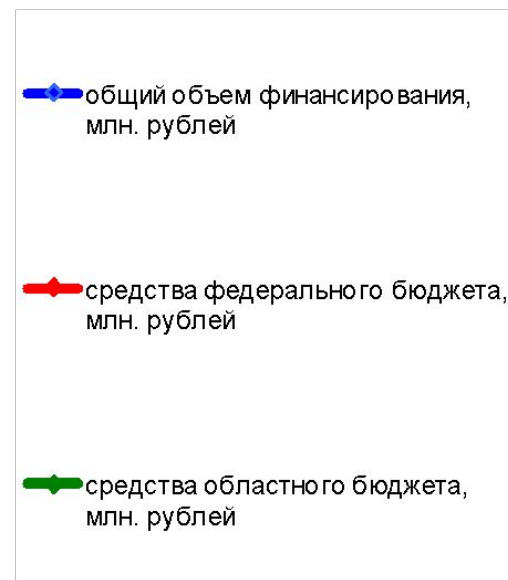 общий объем финансирования,
млн. рублей
средства федерального бюджета,
млн. рублей
средства областного бюджета,
млн. рублей